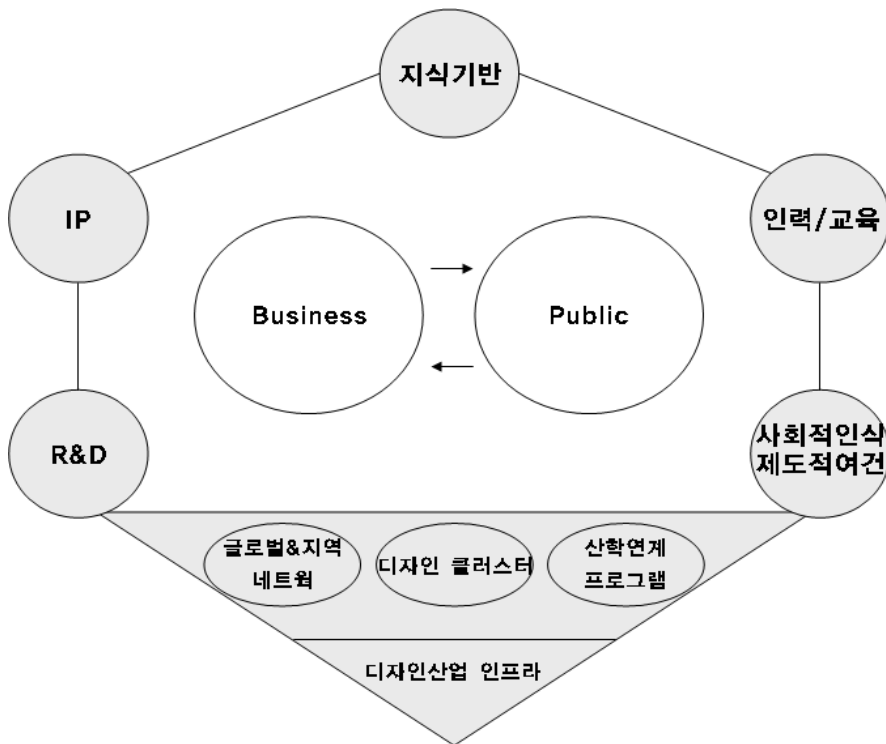 지식기반
IP
인력/교육
Business
Public
R&D
사회적인식
제도적여건
글로벌&지역
네트웍
디자인 클러스터
산학연계
프로그램
디자인산업 인프라